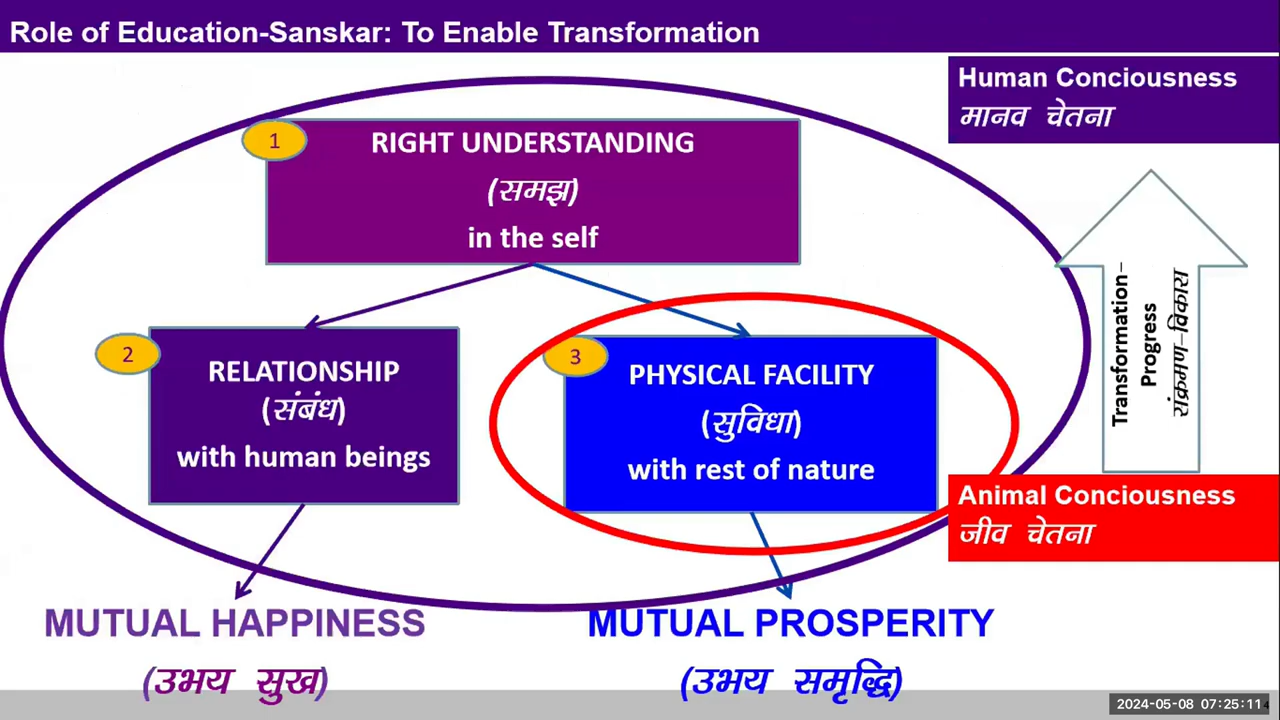 Role of Education-Sanskar: To Enable Transformation
Human Conciousness
मानव चेतना
1
RIGHT UNDERSTANDING
(समझ)
in the self
2
RELATIONSHIP
(संबंध)
with human beings
3
PHYSICAL FACILITY
(सुविधा)
with rest of nature
Transformation–
Progress
संक्रमण–विकास
Animal Conciousness
जीव चेतना
MUTUAL HAPPINESS
(उभय सुख)
MUTUAL PROSPERITY
(उभय समृद्धि)
2024-05-08 07:25:11